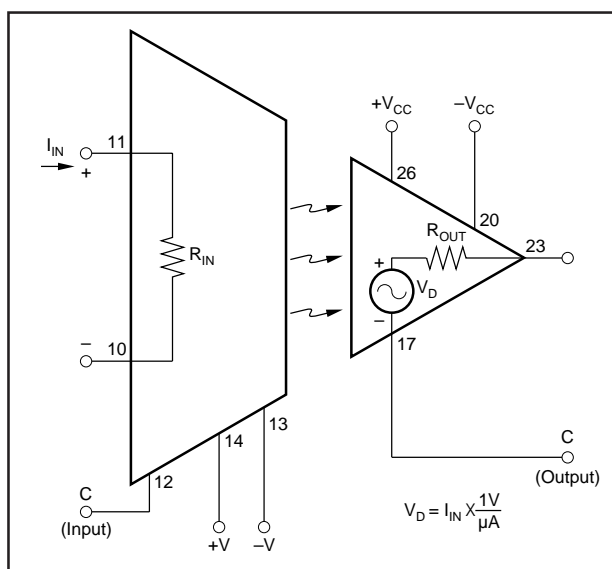 +V_CC
−V_CC
I_IN
11
+
26
20
R_OUT
23
R_IN
+
V_D
−
−
10
17
13
14
12
C
(Input)
C
(Output)
V_D = I_IN X 1V/µA
+V
−V